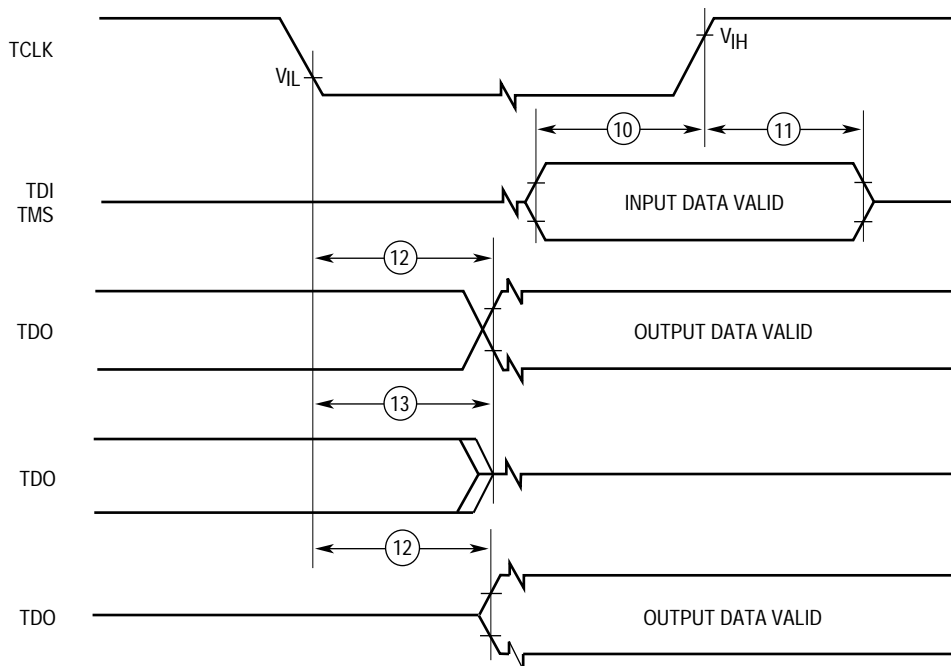 TCLK
VIL
VIH
10
11
TDI
TMS
INPUT DATA VALID
12
TDO
OUTPUT DATA VALID
13
TDO
12
TDO
OUTPUT DATA VALID